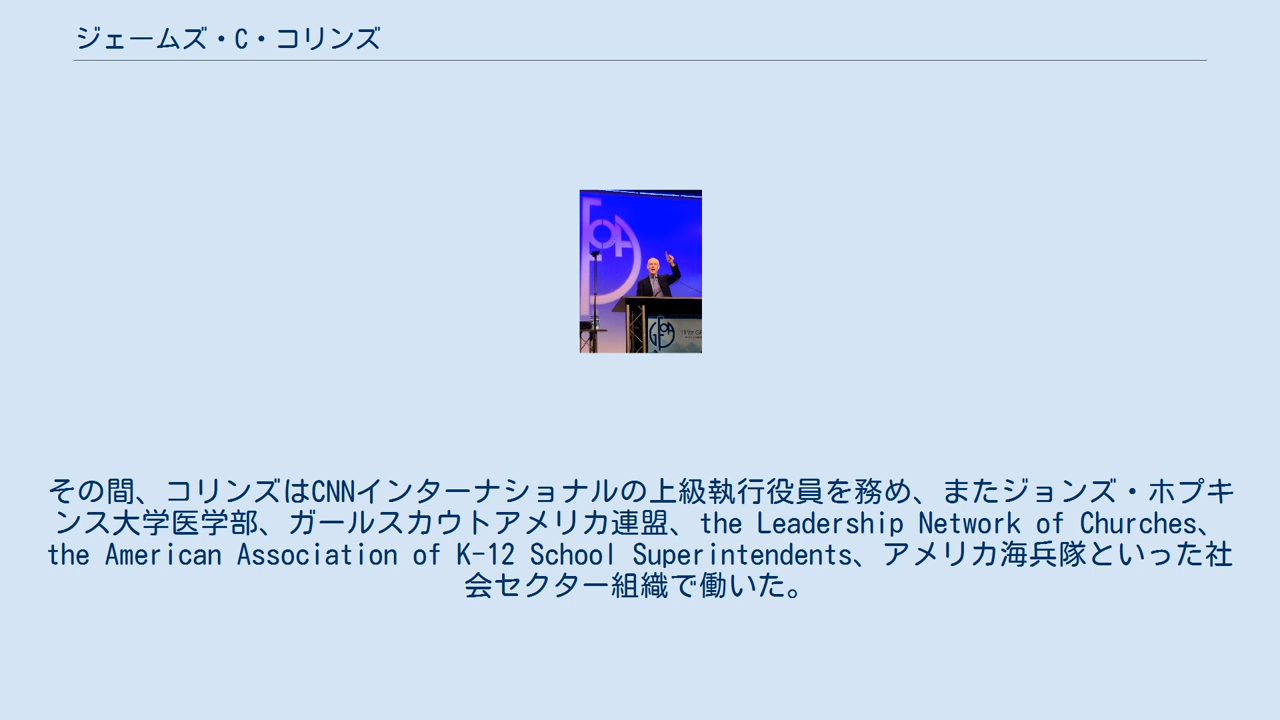 ジェームズ・C・コリンズ
その間、コリンズはCNNインターナショナルの上級執行役員を務め、またジョンズ・ホプキ
ンス大学医学部、ガールスカウトアメリカ連盟、the Leadership Network of Churches、
the American Association of K-12 School Superintendents、アメリカ海兵隊といった社
会セクター組織で働いた。